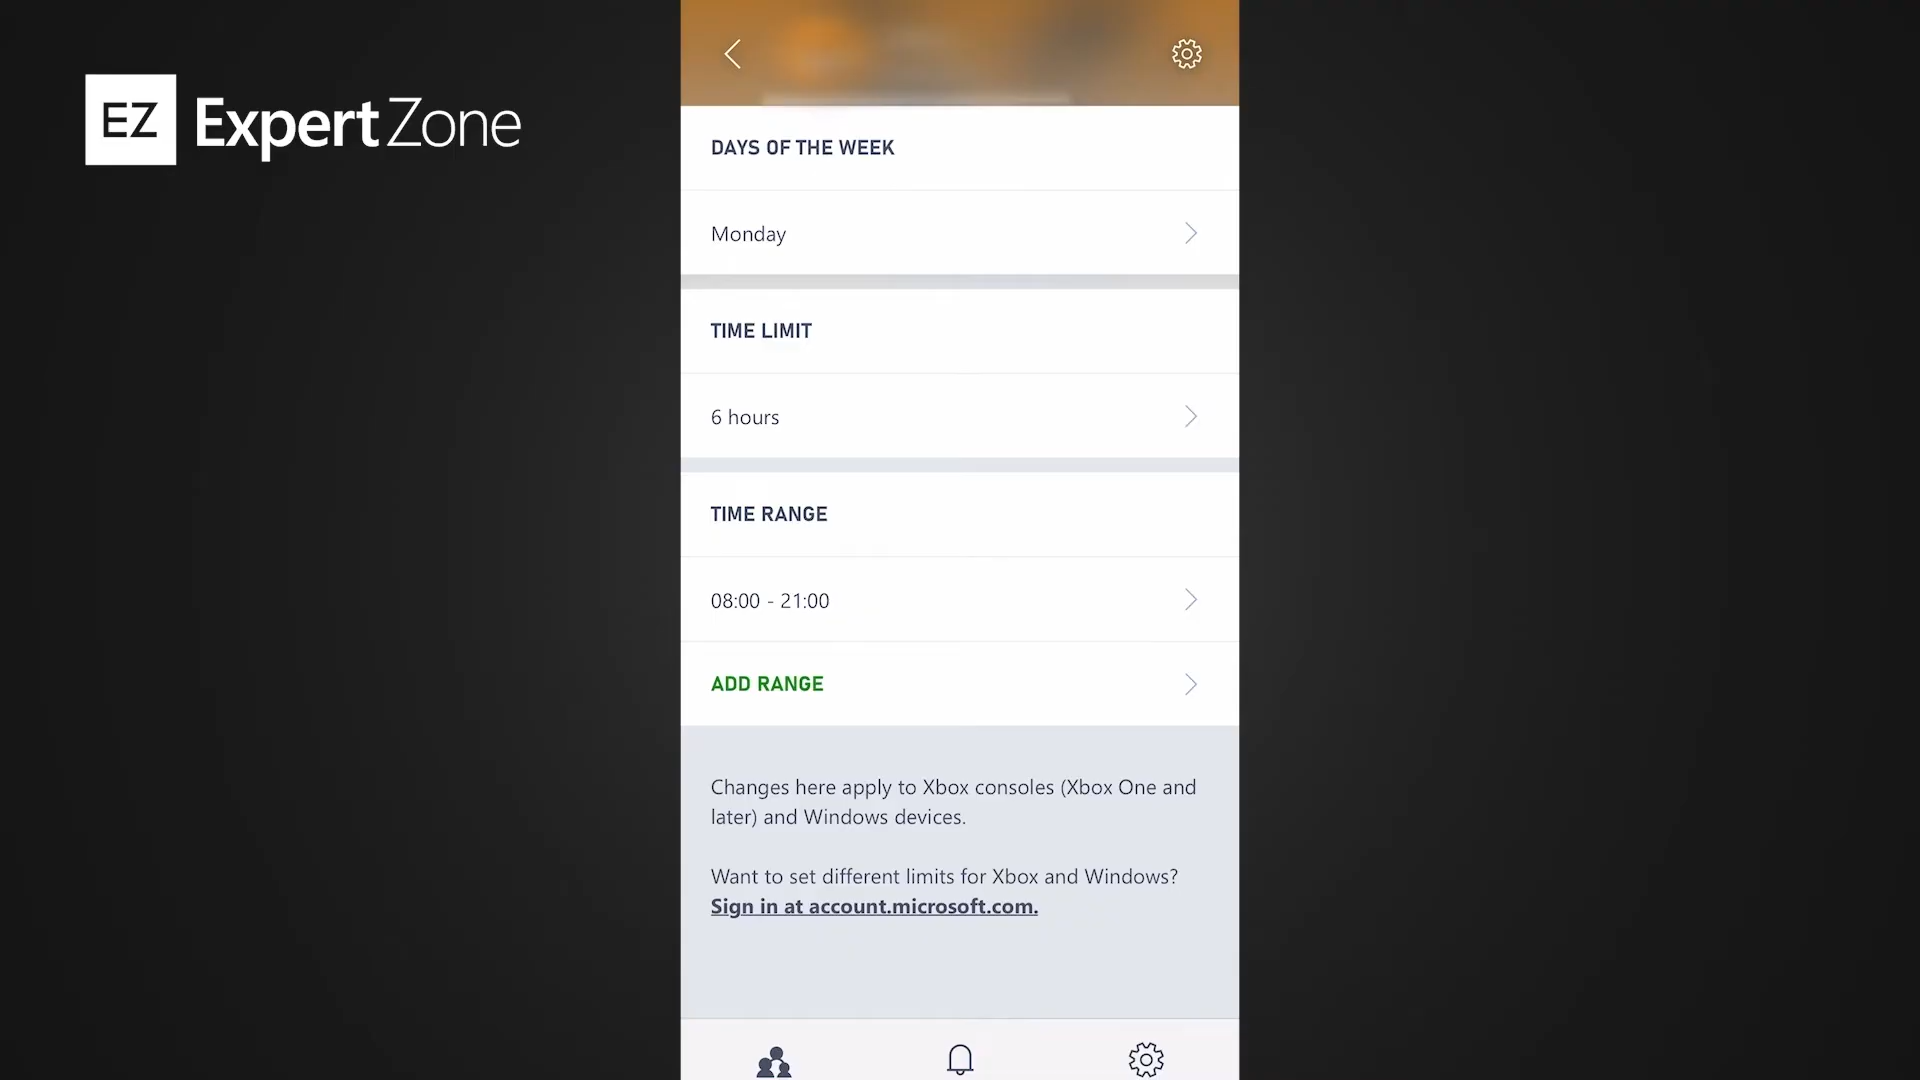 EZ Expert Zone
DAYS OF THE WEEK
Monday
TIME LIMIT
6 hours
TIME RANGE
08:00 - 21:00
ADD RANGE
Changes here apply to Xbox consoles (Xbox One and
later) and Windows devices.
Want to set different limits for Xbox and Windows?
Sign in at account.microsoft.com.